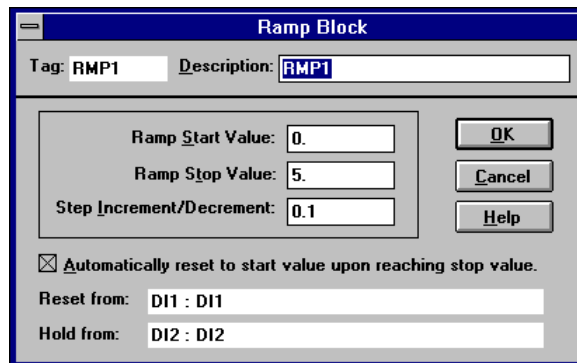 Ramp Block
Tag: RMP1 Description: RMP1
Ramp Start Value: 0.
Ramp Stop Value: 5.
Step Increment/Decrement: 0.1
OK
Cancel
Help
Automatically reset to start value upon reaching stop value.
Reset from: DI1 : DI1
Hold from: DI2 : DI2